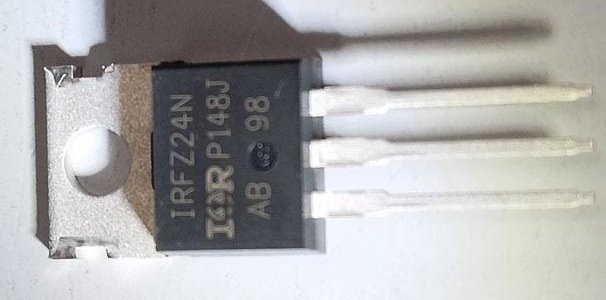 IRFZ24N
IOR P148J
AB 98